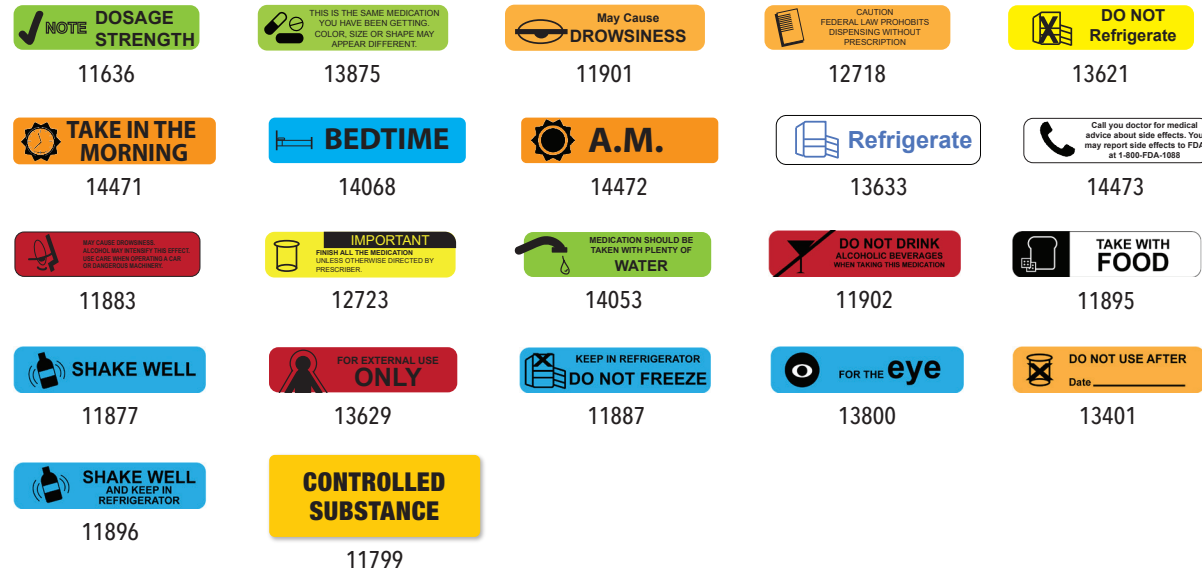 NOTE DOSAGE
STRENGTH
11636
THIS IS THE SAME MEDICATION
YOU HAVE BEEN GETTING.
COLOR, SIZE OR SHAPE MAY
APPEAR DIFFERENT.
13875
May Cause
DROWSINESS
11901
CAUTION
FEDERAL LAW PROHOBITS
DISPENSING WITHOUT
PRESCRIPTION
12718
DO NOT
Refrigerate
13621
TAKE IN THE
MORNING
14471
BEDTIME
14068
A.M.
14472
Refrigerate
13633
Call you doctor for medical
advice about side effects. You
may report side effects to FDA
at 1-800-FDA-1088
14473
MAY CAUSE DROWSINESS.
ALCOHOL MAY INTENSIFY THIS EFFECT.
USE CARE WHEN OPERATING A CAR
OR DANGEROUS MACHINERY.
11883
IMPORTANT
FINISH ALL THE MEDICATION
UNLESS OTHERWISE DIRECTED BY
PRESCRIBER.
12723
MEDICATION SHOULD BE
TAKEN WITH PLENTY OF
WATER
14053
DO NOT DRINK
ALCOHOLIC BEVERAGES
WHEN TAKING THIS MEDICATION
11902
TAKE WITH
FOOD
11895
SHAKE WELL
11877
FOR EXTERNAL USE
ONLY
13629
KEEP IN REFRIGERATOR
DO NOT FREEZE
11887
FOR THE eye
13800
DO NOT USE AFTER
Date
13401
SHAKE WELL
AND KEEP IN
REFRIGERATOR
11896
CONTROLLED
SUBSTANCE
11799